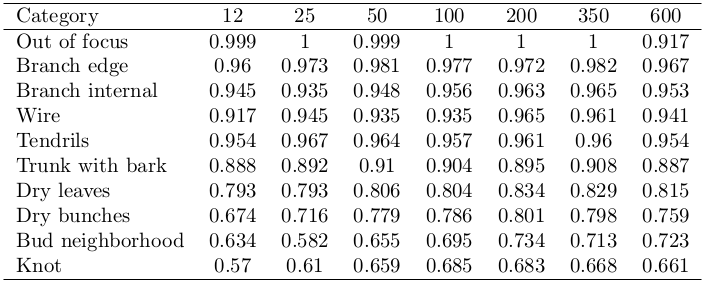 Category 12 25 50 100 200 350 600
Out of focus 0.999 1 0.999 1 1 1 0.917
Branch edge 0.96 0.973 0.981 0.977 0.972 0.982 0.967
Branch internal 0.945 0.935 0.948 0.956 0.963 0.965 0.953
Wire 0.917 0.945 0.935 0.935 0.965 0.961 0.941
Tendrils 0.954 0.967 0.964 0.957 0.961 0.96 0.954
Trunk with bark 0.888 0.892 0.91 0.904 0.895 0.908 0.887
Dry leaves 0.793 0.793 0.806 0.804 0.834 0.829 0.815
Dry bunches 0.674 0.716 0.779 0.786 0.801 0.798 0.759
Bud neighborhood 0.634 0.582 0.655 0.695 0.734 0.713 0.723
Knot 0.57 0.61 0.659 0.685 0.683 0.668 0.661